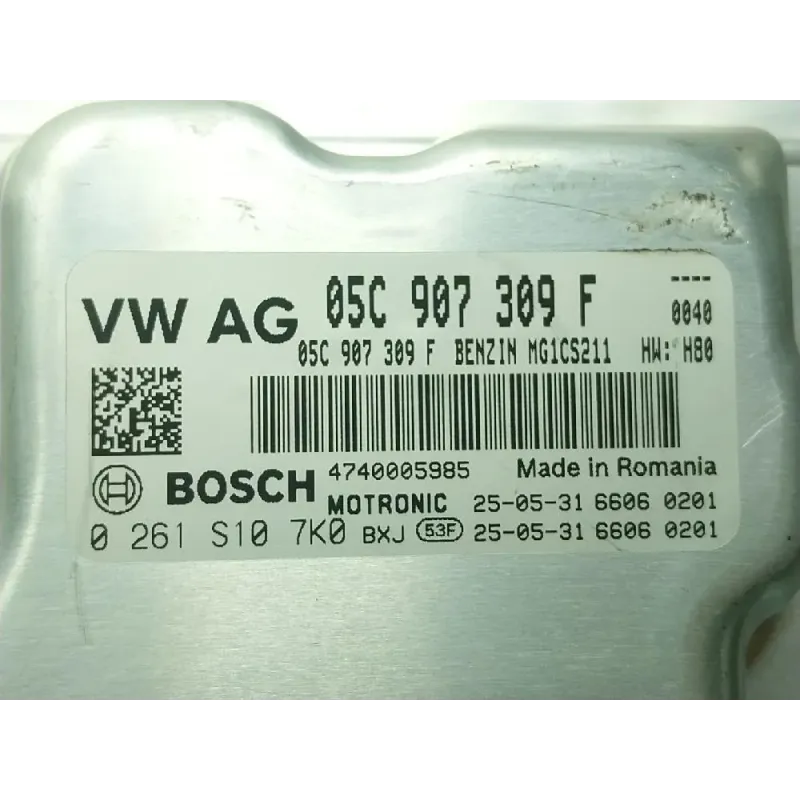 VW AG 05C 907 309 F ----
0040
05C 907 309 F BENZIN MG1CS211 HW: H80
BOSCH 4740005985 Made in Romania
MOTRONIC 25-05-31 6606 0201
0 261 S10 7K0 BXJ 53F 25-05-31 6606 0201